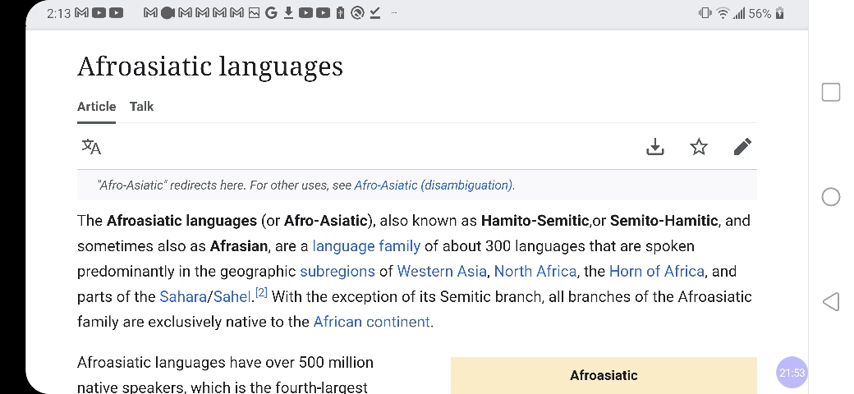 2:13
56%
Afroasiatic languages
Article Talk
"Afro-Asiatic" redirects here. For other uses, see Afro-Asiatic (disambiguation).
The Afroasiatic languages (or Afro-Asiatic), also known as Hamito-Semitic,or Semito-Hamitic, and
sometimes also as Afrasian, are a language family of about 300 languages that are spoken
predominantly in the geographic subregions of Western Asia, North Africa, the Horn of Africa, and
parts of the Sahara/Sahel.[2] With the exception of its Semitic branch, all branches of the Afroasiatic
family are exclusively native to the African continent.
Afroasiatic languages have over 500 million
native speakers, which is the fourth-largest
Afroasiatic
21:53